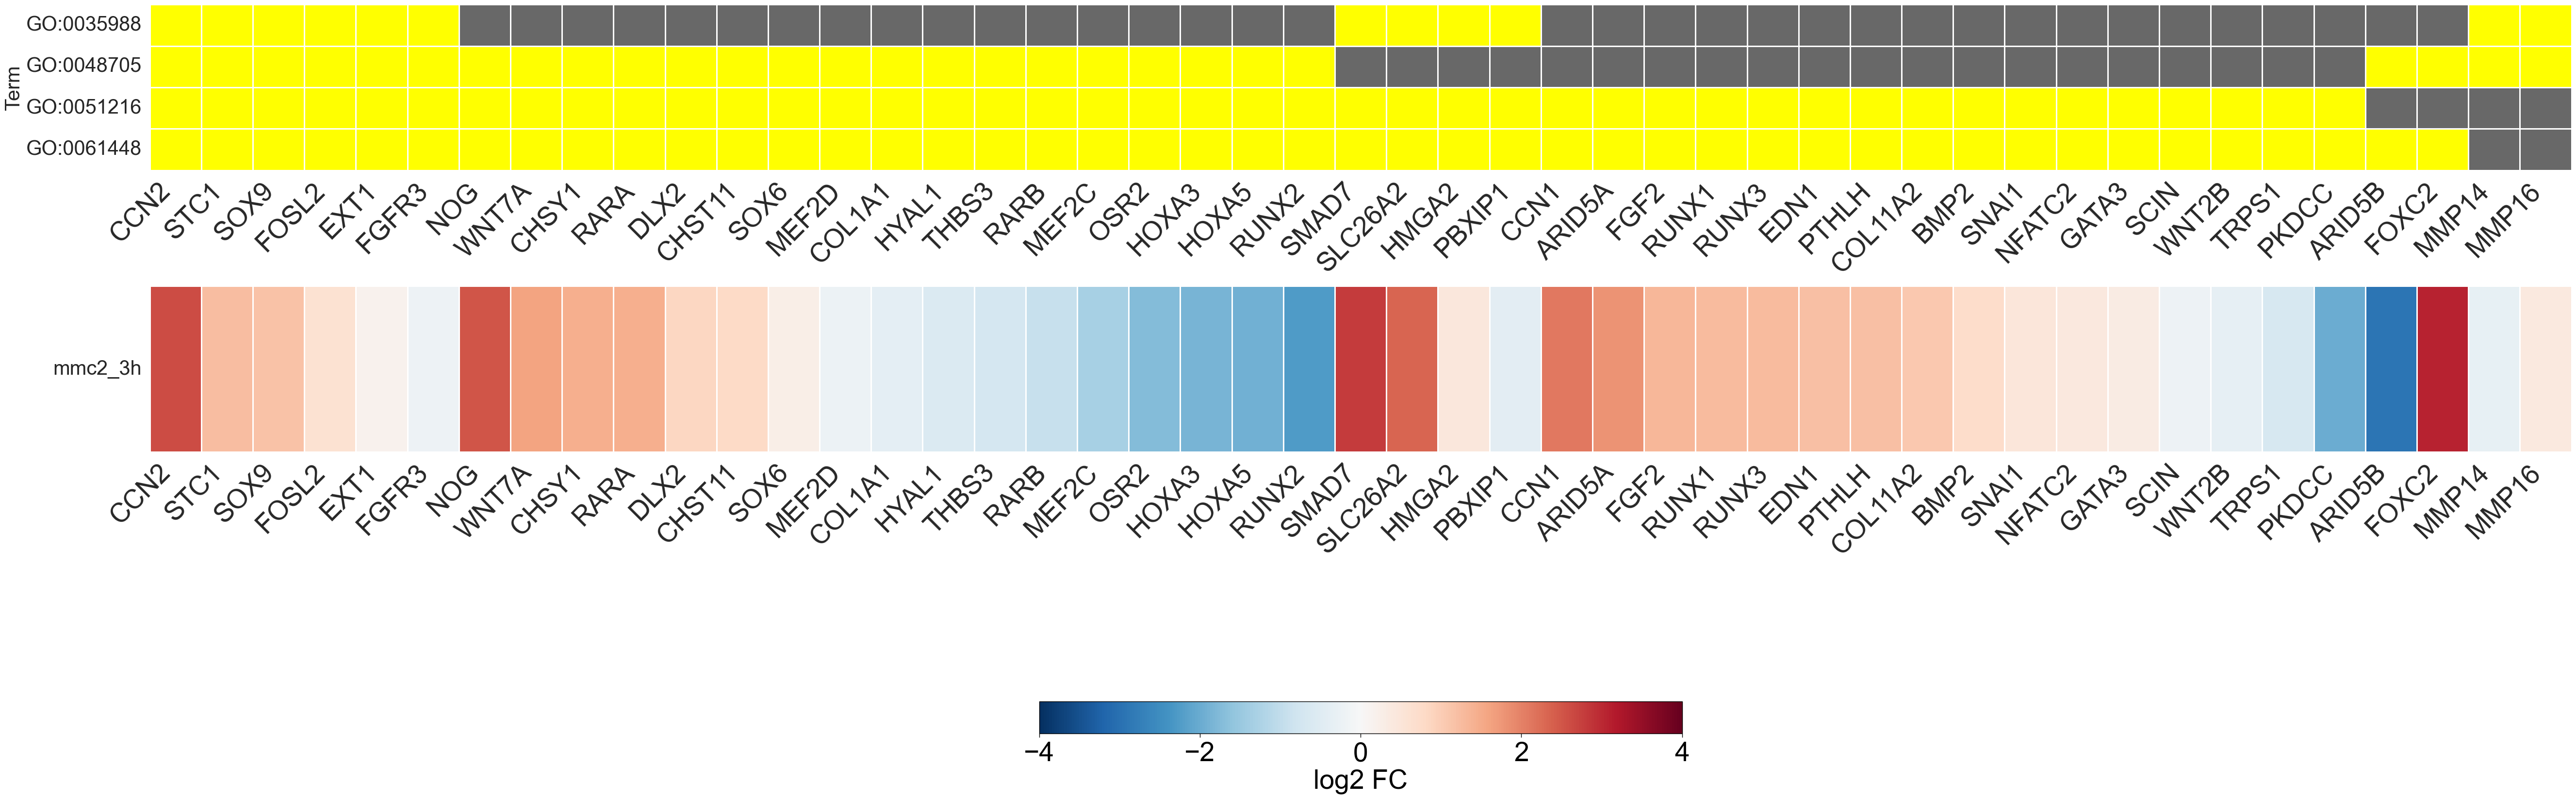 Term
GO:0035988
GO:0048705
GO:0051216
GO:0061448
CCN2 STC1 SOX9 FOSL2 EXT1 FGFR3 NOG WNT7A CHSY1 RARA DLX2 CHST11 SOX6 MEF2D COL1A1 HYAL1 THBS3 RARB MEF2C OSR2 HOXA3 HOXA5 RUNX2 SMAD7 SLC26A2 HMGA2 PBXIP1 CCN1 ARID5A FGF2 RUNX1 RUNX3 EDN1 PTHLH COL11A2 BMP2 SNAI1 NFATC2 GATA3 SCIN WNT2B TRPS1 PKDCC ARID5B FOXC2 MMP14 MMP16
mmc2_3h
CCN2 STC1 SOX9 FOSL2 EXT1 FGFR3 NOG WNT7A CHSY1 RARA DLX2 CHST11 SOX6 MEF2D COL1A1 HYAL1 THBS3 RARB MEF2C OSR2 HOXA3 HOXA5 RUNX2 SMAD7 SLC26A2 HMGA2 PBXIP1 CCN1 ARID5A FGF2 RUNX1 RUNX3 EDN1 PTHLH COL11A2 BMP2 SNAI1 NFATC2 GATA3 SCIN WNT2B TRPS1 PKDCC ARID5B FOXC2 MMP14 MMP16
−4 −2 0 2 4
log2 FC